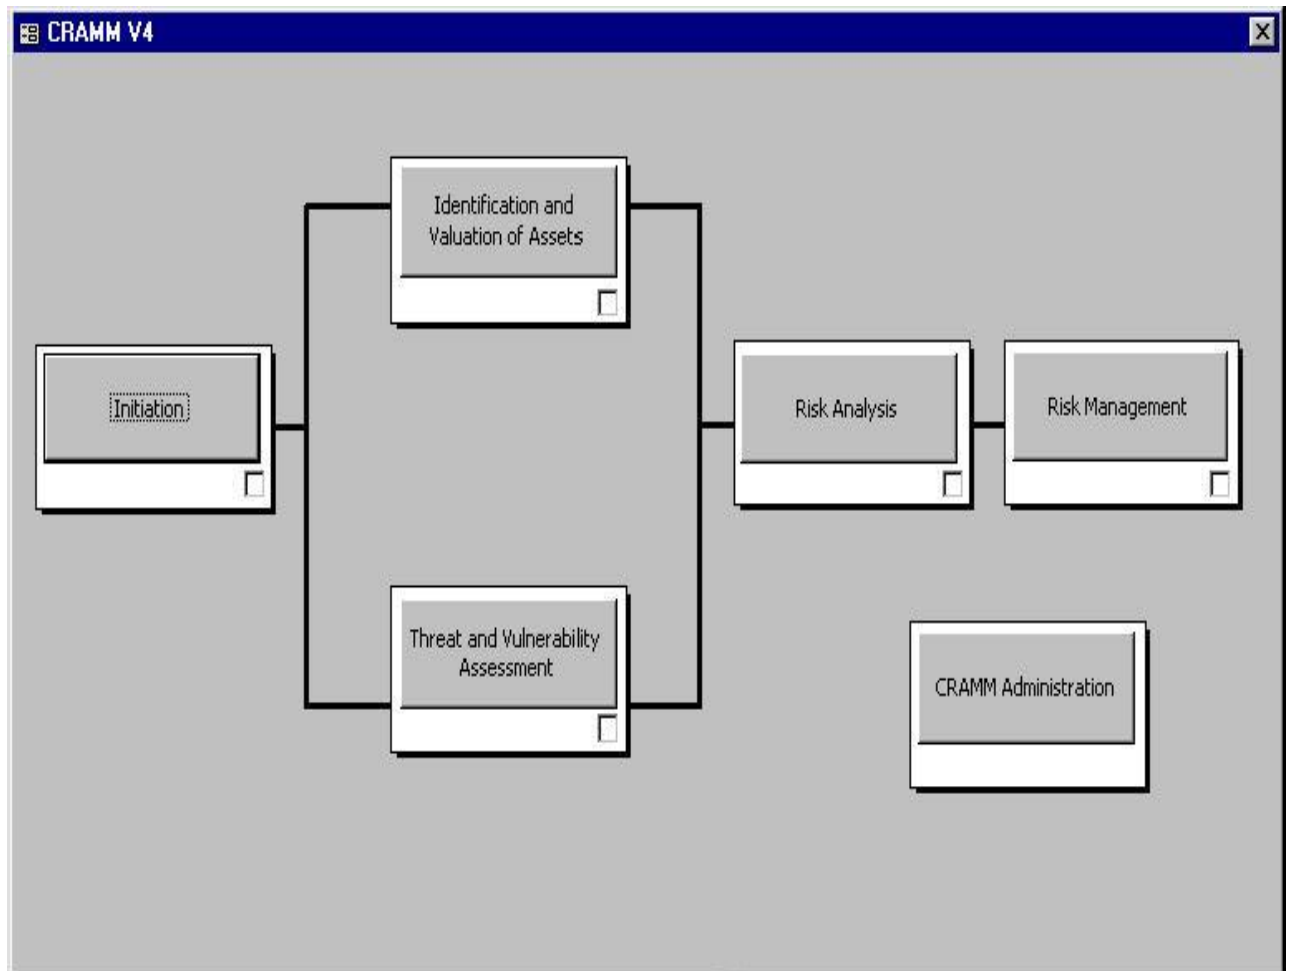 CRAMM V4
Identification and
Valuation of Assets
Initiation
Risk Analysis
Risk Management
Threat and Vulnerability
Assessment
CRAMM Administration